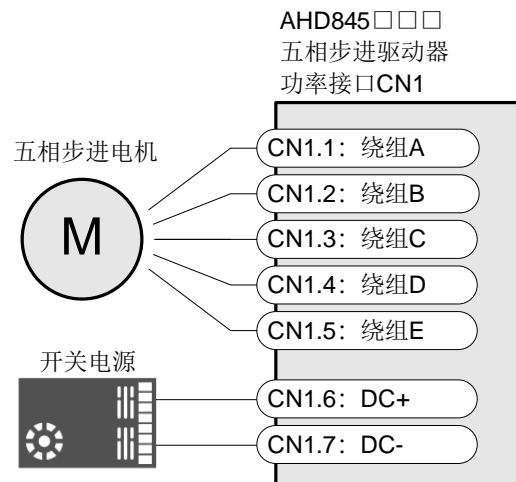 AHD845□□□
五相步进驱动器
功率接口CN1
五相步进电机
M
CN1.1：绕组A
CN1.2：绕组B
CN1.3：绕组C
CN1.4：绕组D
CN1.5：绕组E
开关电源
CN1.6：DC+
CN1.7：DC-